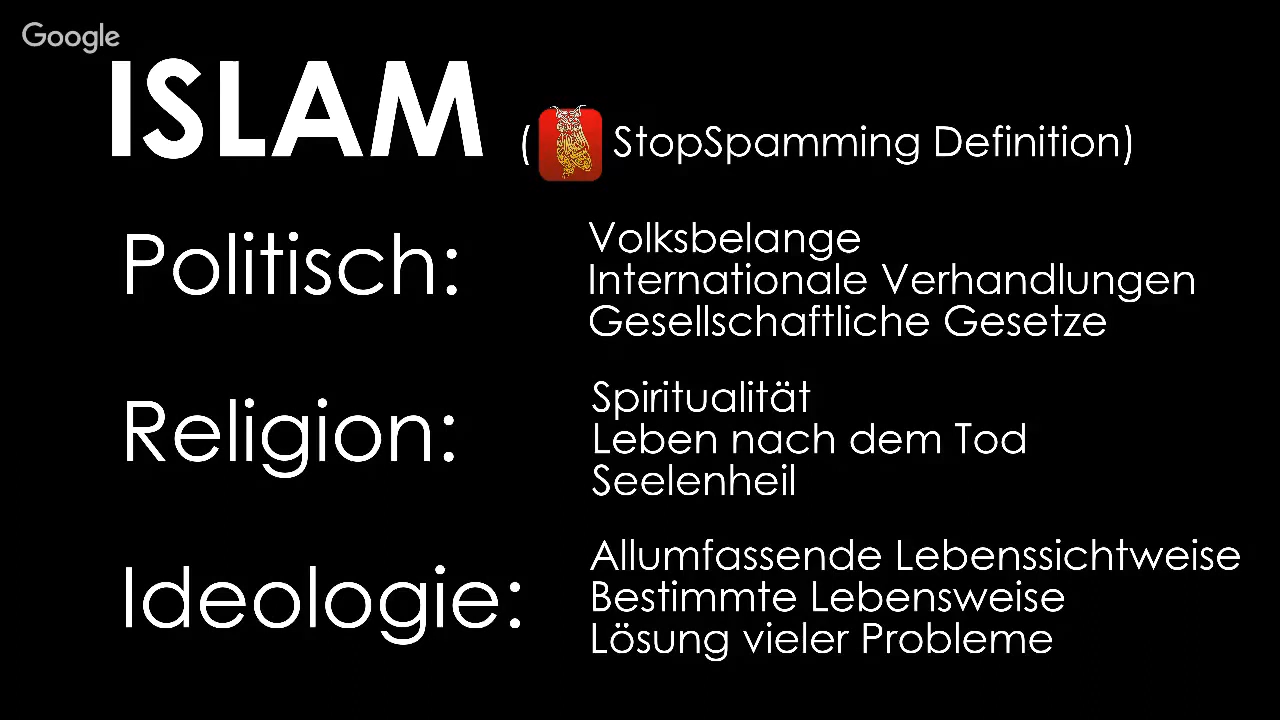 Google
ISLAM ( StopSpamming Definition)
Politisch:
Volksbelange
Internationale Verhandlungen
Gesellschaftliche Gesetze
Religion:
Spiritualität
Leben nach dem Tod
Seelenheil
Ideologie:
Allumfassende Lebenssichtweise
Bestimmte Lebensweise
Lösung vieler Probleme